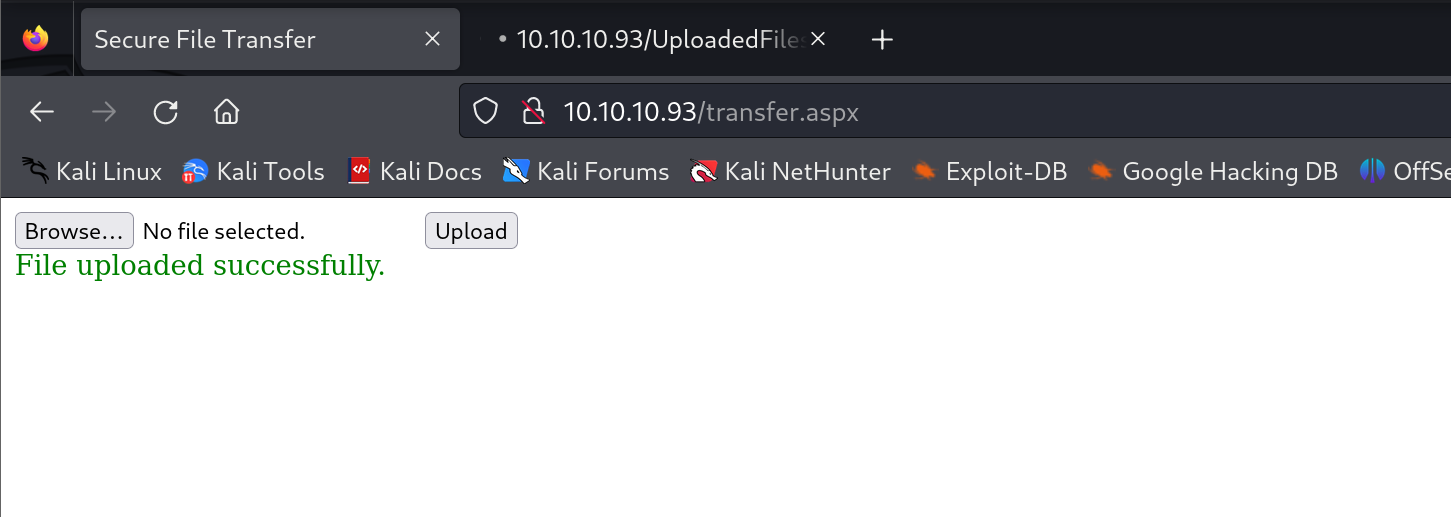 Secure File Transfer
10.10.10.93/UploadedFiles
10.10.10.93/transfer.aspx
Kali Linux Kali Tools Kali Docs Kali Forums Kali NetHunter Exploit-DB Google Hacking DB OffSe
Browse... No file selected. Upload
File uploaded successfully.